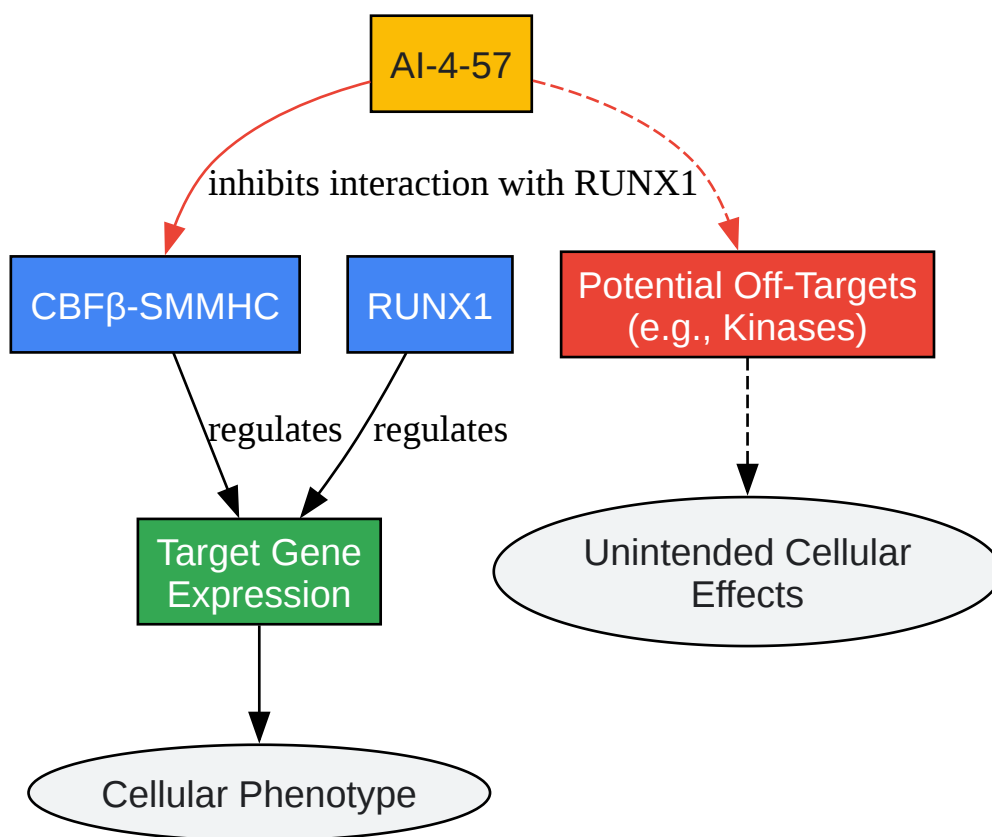 AI-4-57
inhibits interaction with RUNX1
CBFβ-SMMHC
RUNX1
Potential Off-Targets
(e.g., Kinases)
regulates
regulates
Target Gene
Expression
Unintended Cellular
Effects
Cellular Phenotype